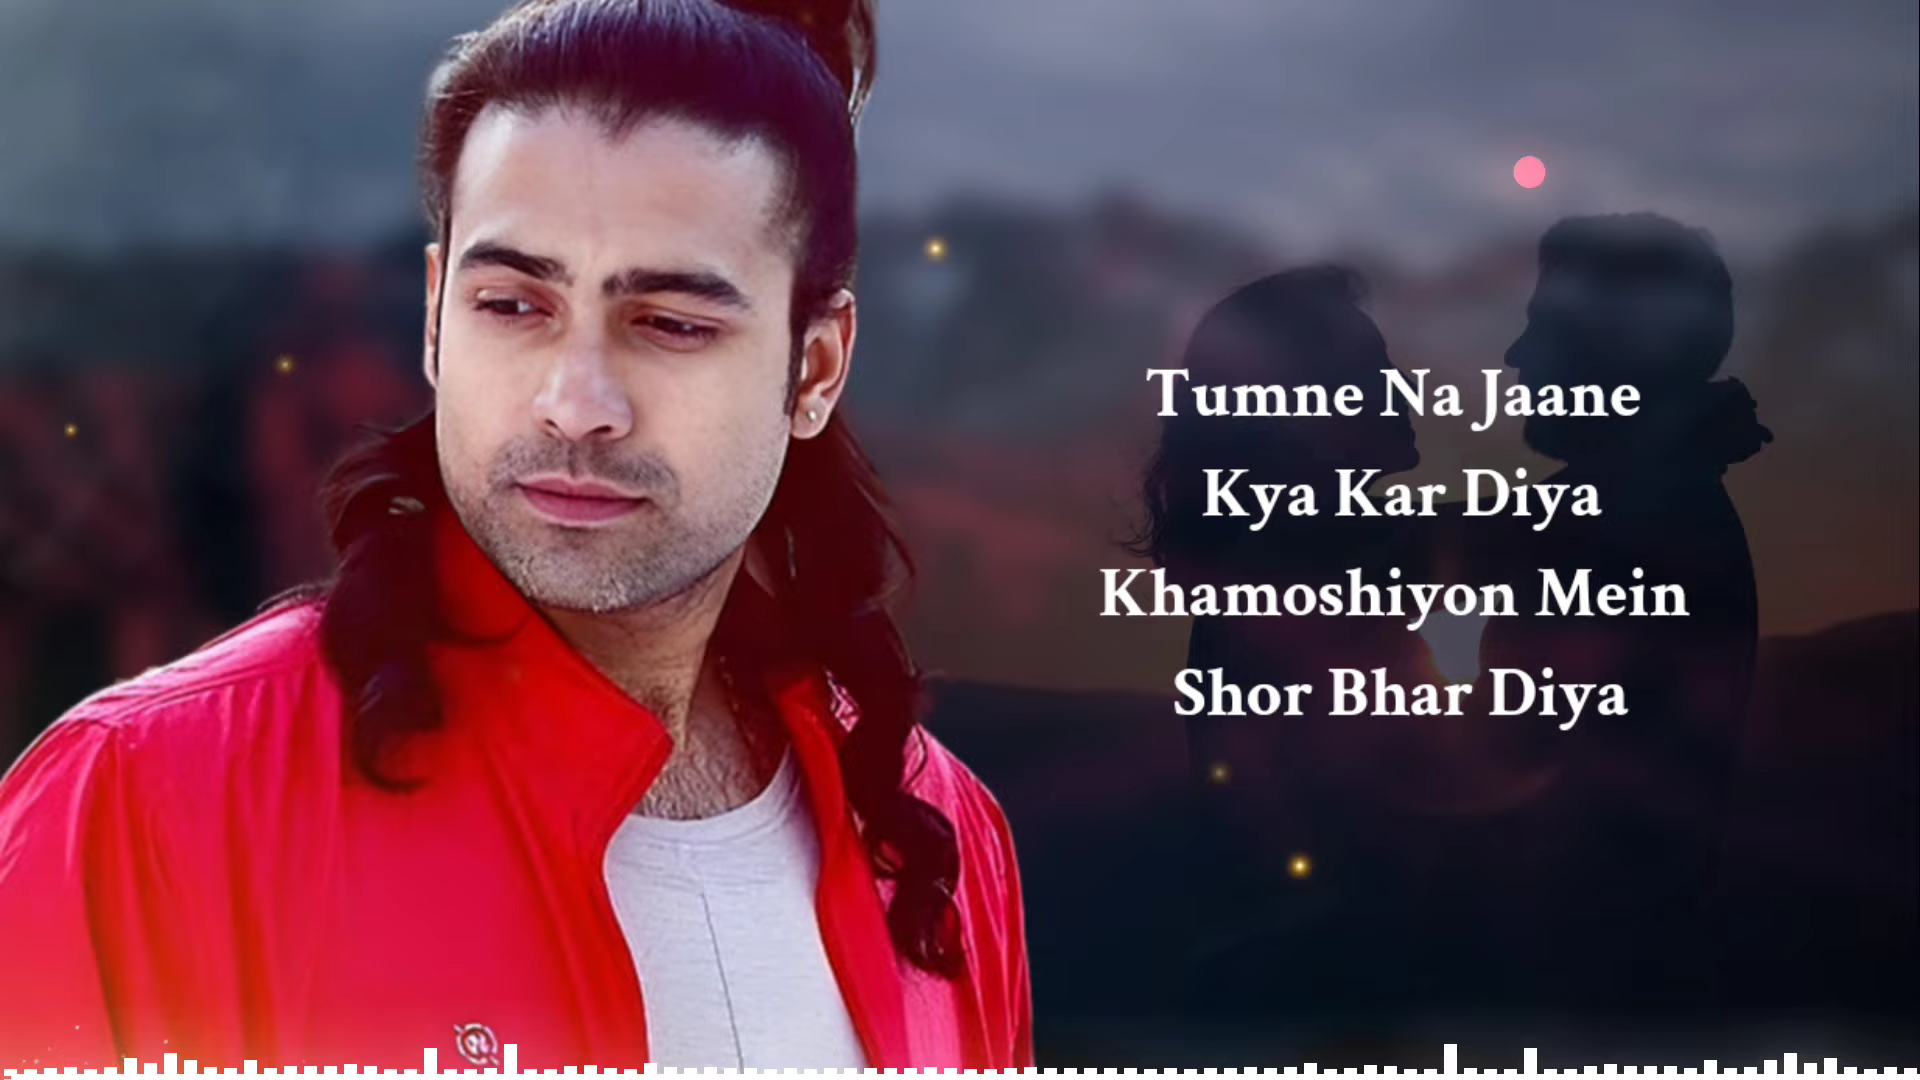 Tumne Na Jaane
Kya Kar Diya
Khamoshiyon Mein
Shor Bhar Diya